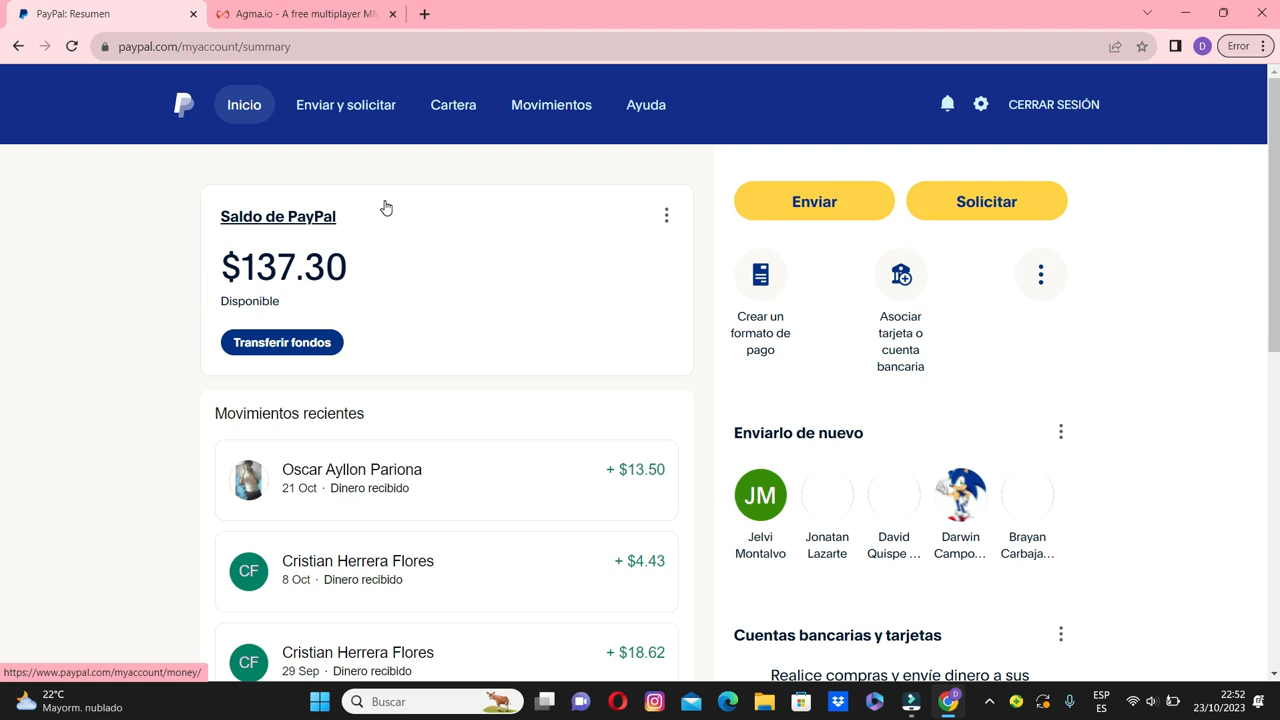 PayPal: Resumen
Agma.io - A free multiplayer MM
paypal.com/myaccount/summary
D
Error
Inicio
Enviar y solicitar
Cartera
Movimientos
Ayuda
CERRAR SESIÓN
Saldo de PayPal
$137.30
Disponible
Transferir fondos
Enviar
Solicitar
Crear un
formato de
pago
Asociar
tarjeta o
cuenta
bancaria
Movimientos recientes
Oscar Ayllon Pariona
+ $13.50
21 Oct · Dinero recibido
CF
Cristian Herrera Flores
+ $4.43
8 Oct · Dinero recibido
CF
Cristian Herrera Flores
+ $18.62
29 Sep · Dinero recibido
Enviarlo de nuevo
JM
Jelvi
Montalvo
Jonatan
Lazarte
David
Quispe ...
Darwin
Campo...
Brayan
Carbaja...
Cuentas bancarias y tarjetas
Realice compras y envíe dinero a sus
https://www.paypal.com/myaccount/money/
22°C
Mayorm. nublado
Buscar
D
ESP
ES
22:52
23/10/2023